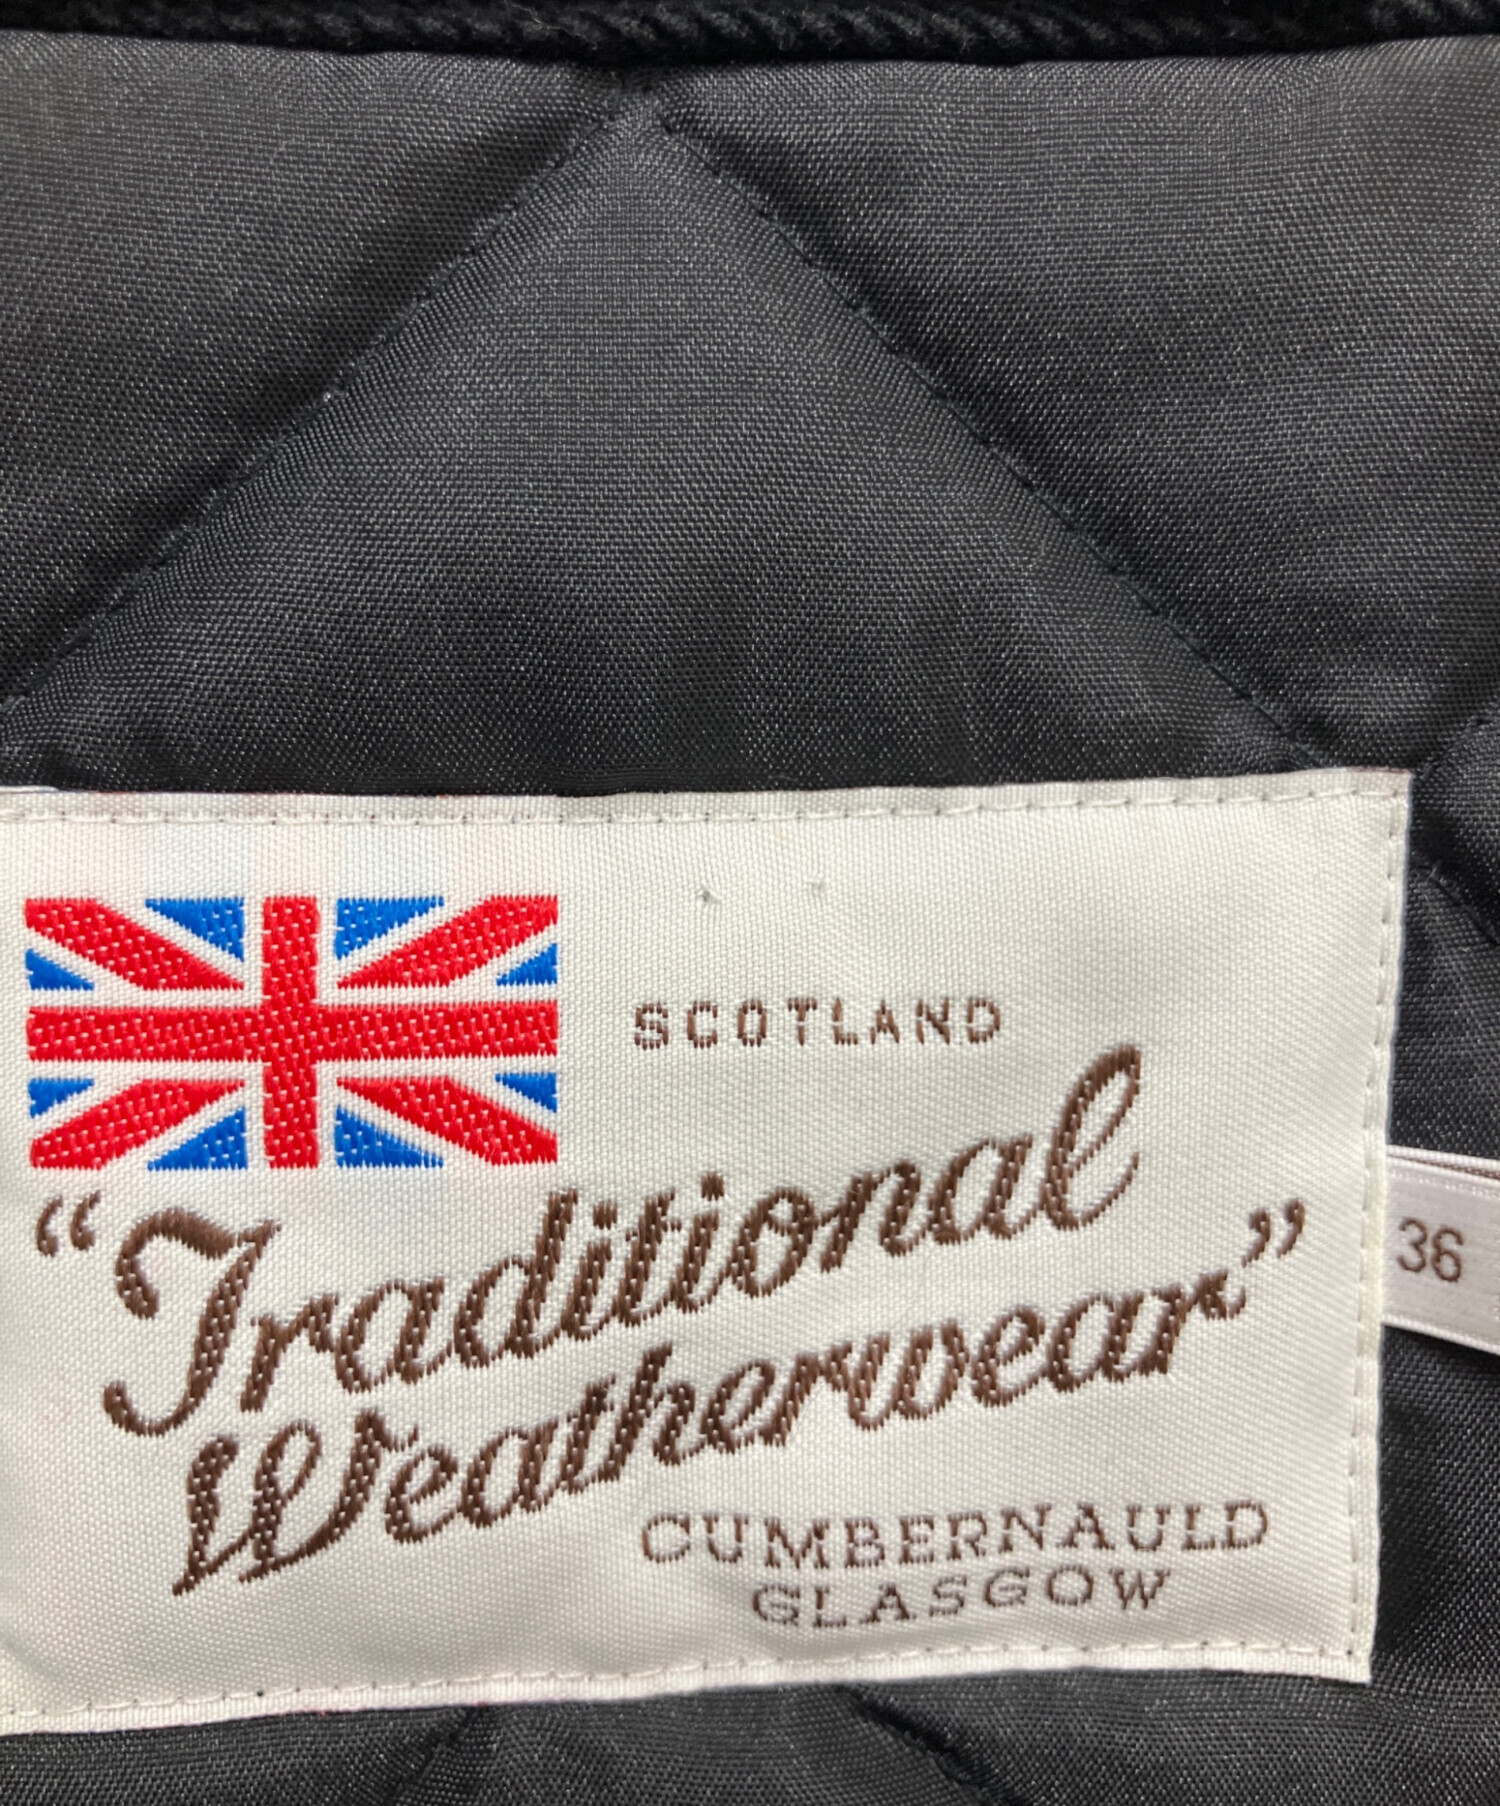 SCOTLAND
“Traditional
Weatherwear”
36
CUMBERNAULD
GLASGOW